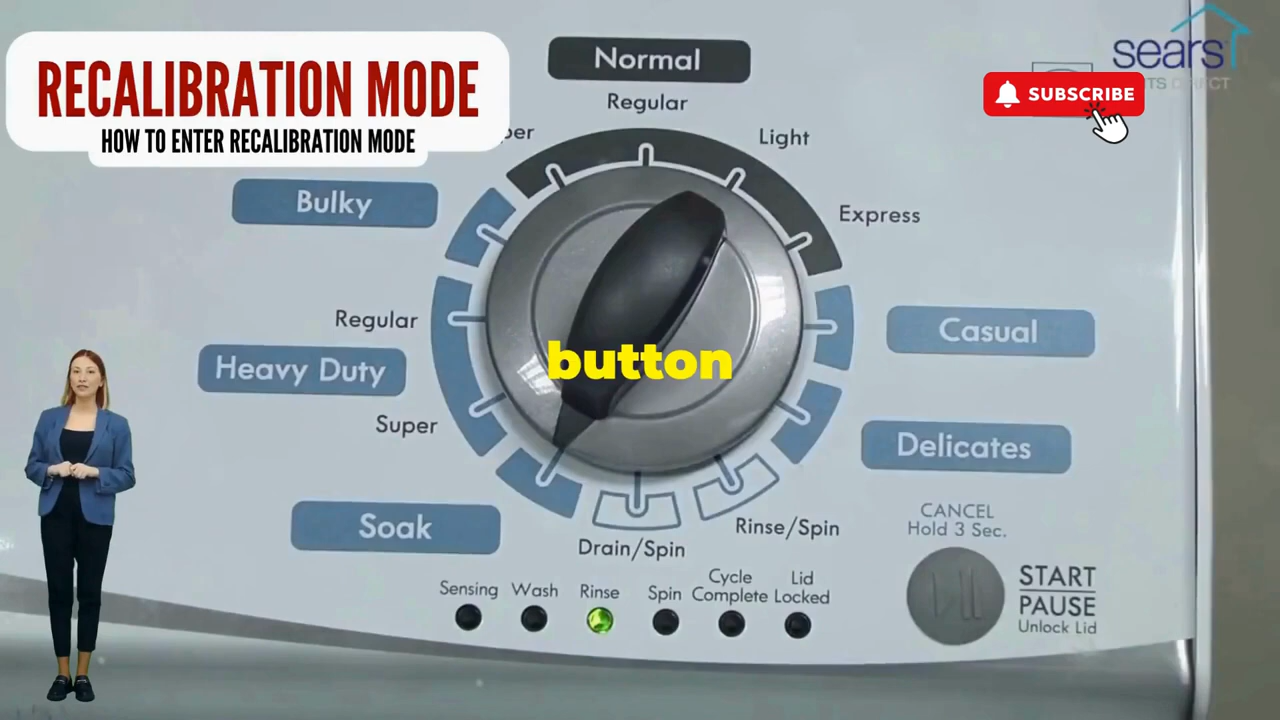 RECALIBRATION MODE
HOW TO ENTER RECALIBRATION MODE
sears
DIRECT
SUBSCRIBE
Normal
Regular
Light
Express
Bulky
Regular
Heavy Duty
Super
Soak
Casual
Delicates
button
Rinse/Spin
Drain/Spin
CANCEL
Hold 3 Sec.
START
PAUSE
Unlock Lid
Sensing
Wash
Rinse
Spin
Cycle
Complete
Lid
Locked